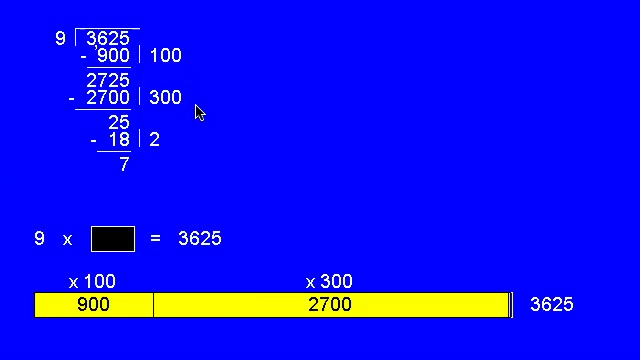 9 3625
- 900 100
2725
- 2700 300
25
- 18 2
7
9 x = 3625
x 100 x 300
900 2700 3625